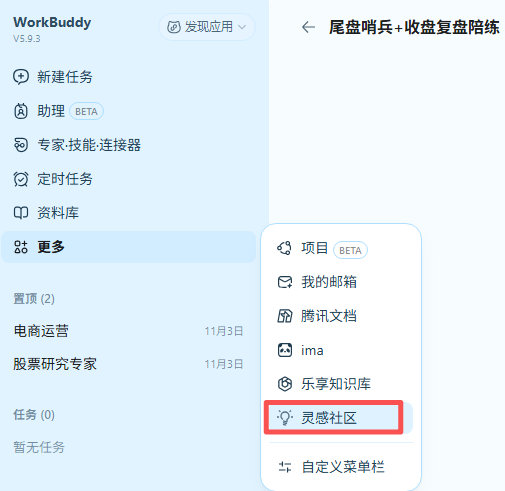 WorkBuddy
V5.9.3
发现应用
新建任务
助理 BETA
专家·技能·连接器
定时任务
资料库
更多
置顶 (2)
电商运营 11月3日
股票研究专家 11月3日
任务 (0)
暂无任务
尾盘哨兵+收盘复盘陪练
项目 BETA
我的邮箱
腾讯文档
ima
乐享知识库
灵感社区
自定义菜单栏